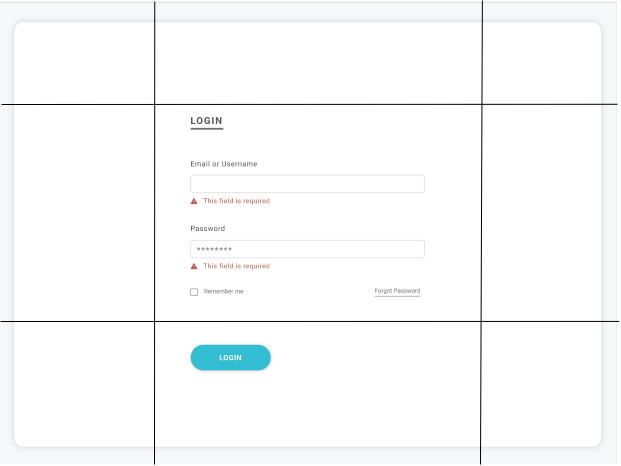 LOGIN
Email or Username
This field is required
Password
********
This field is required
Remember me Forgot Password
LOGIN